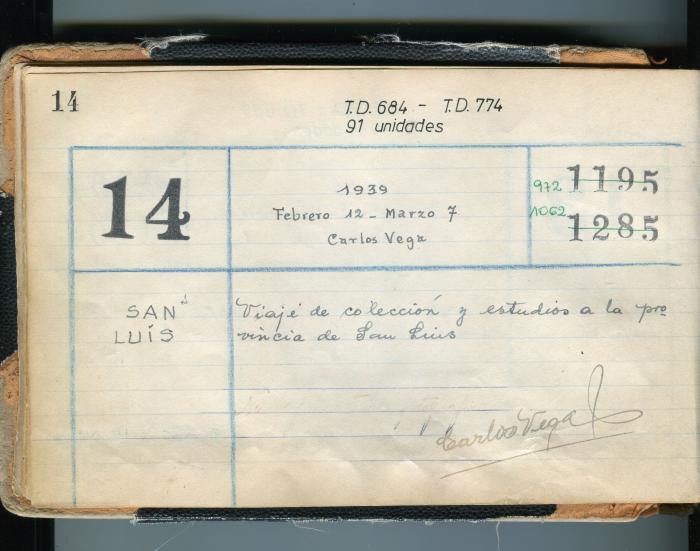 14
T.D. 684 - T.D. 774
91 unidades
14
1939
Febrero 12 - Marzo 7
Carlos Vega
972 1195
1062 1285
SAN
LUÍS
Viaje de colección y estudios a la pro
vincia de San Luis
Carlos Vega